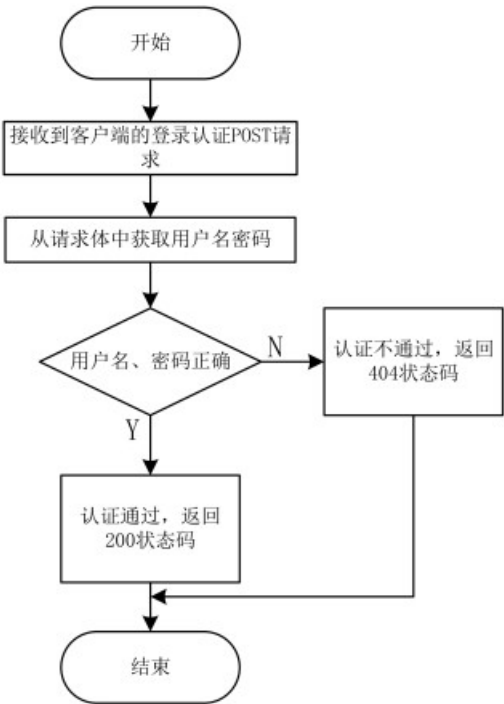 开始
接收到客户端的登录认证POST请
求
从请求体中获取用户名密码
用户名、密码正确
N
认证不通过，返回
404状态码
Y
认证通过，返回
200状态码
结束